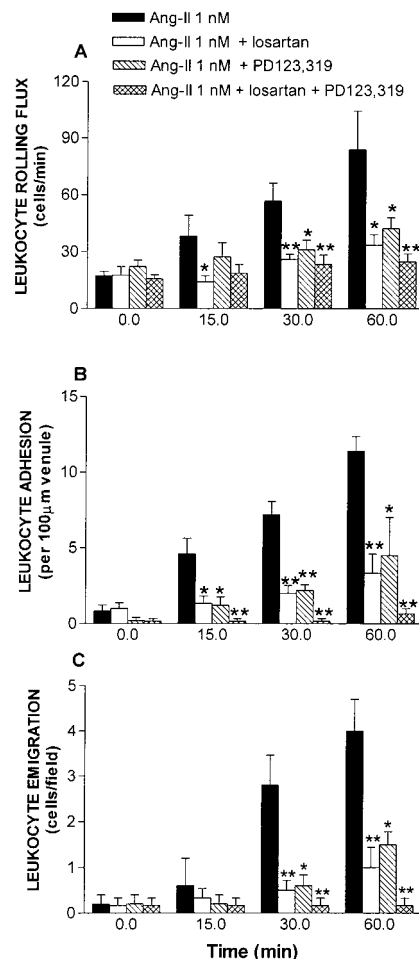 Ang-II 1 nM
Ang-II 1 nM + losartan
Ang-II 1 nM + PD123,319
Ang-II 1 nM + losartan + PD123,319
A
LEUKOCYTE ROLLING FLUX
(cells/min)
120
90
60
30
0
*
** * **
* * **
0.0 15.0 30.0 60.0
B
LEUKOCYTE ADHESION
(per 100μm venule)
15
10
5
0
* * **
** ** **
** * **
0.0 15.0 30.0 60.0
C
LEUKOCYTE EMIGRATION
(cells/field)
5
4
3
2
1
0
** * **
** * **
0.0 15.0 30.0 60.0
Time (min)